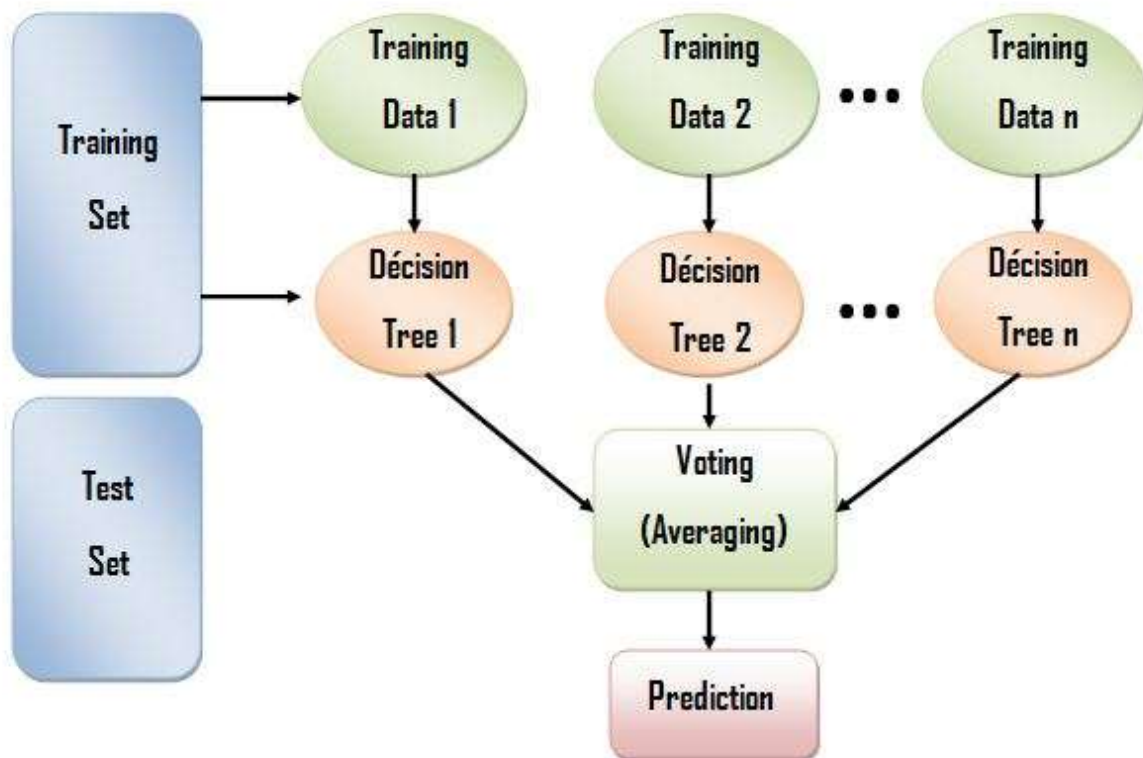 Training
Set
Training
Data 1
Training
Data 2
Training
Data n
Décision
Tree 1
Décision
Tree 2
Décision
Tree n
Test
Set
Voting
(Averaging)
Prediction